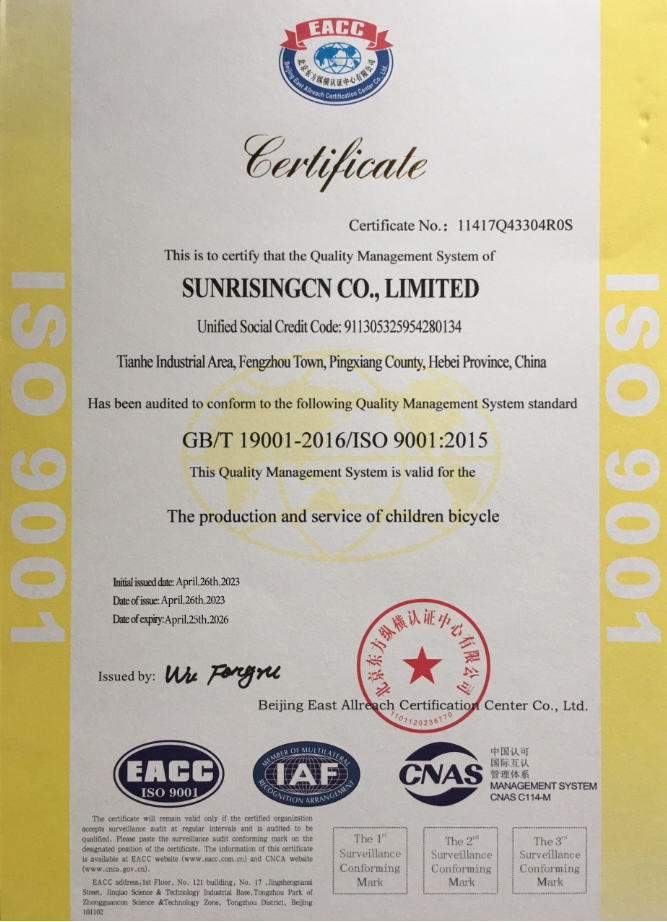 EACC
北京东方纵横认证中心有限公司
Beijing East Allreach Certification Center Co., Ltd.
Certificate
Certificate No.: 11417Q43304R0S
This is to certify that the Quality Management System of
SUNRISINGCN CO., LIMITED
Unified Social Credit Code: 911305325954280134
Tianhe Industrial Area, Fengzhou Town, Pingxiang County, Hebei Province, China
Has been audited to conform to the following Quality Management System standard
GB/T 19001-2016/ISO 9001:2015
This Quality Management System is valid for the
The production and service of children bicycle
ISO 9001
ISO 9001
Initial issued date: April,26th,2023
Date of issue: April,26th,2023
Date of expiry: April,25th,2026
Issued by: Wu Fongru
北京东方纵横认证中心有限公司
1101120236770
Beijing East Allreach Certification Center Co., Ltd.
EACC
ISO 9001
MEMBER OF MULTILATERAL
IAF
RECOGNITION ARRANGEMENT
CNAS
中国认可
国际互认
管理体系
MANAGEMENT SYSTEM
CNAS C114-M
The certificate will remain valid only if the certified organization
accepts surveillance audit at regular intervals and is audited to be
qualified. Please paste the surveillance audit conforming mark on the
designated position of the certificate. The information of this certificate
is available at EACC website (www.eacc.com.cn) and CNCA website
(www.cnca.gov.cn).
EACC address:1st Floor, No. 121 building, No. 17 ,Jingshengnansi
Street, Jinqiao Science & Technology Industrial Base,Tongzhou Park of
Zhongguancun Science &Technology Zone, Tongzhou District, Beijing
101102
The 1st
Surveillance
Conforming
Mark
The 2nd
Surveillance
Conforming
Mark
The 3rd
Surveillance
Conforming
Mark